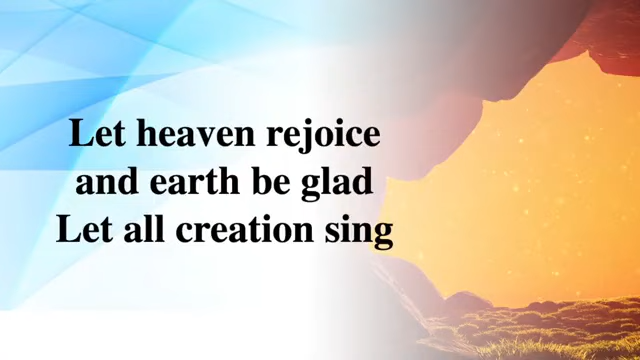 Let heaven rejoice
and earth be glad
Let all creation sing